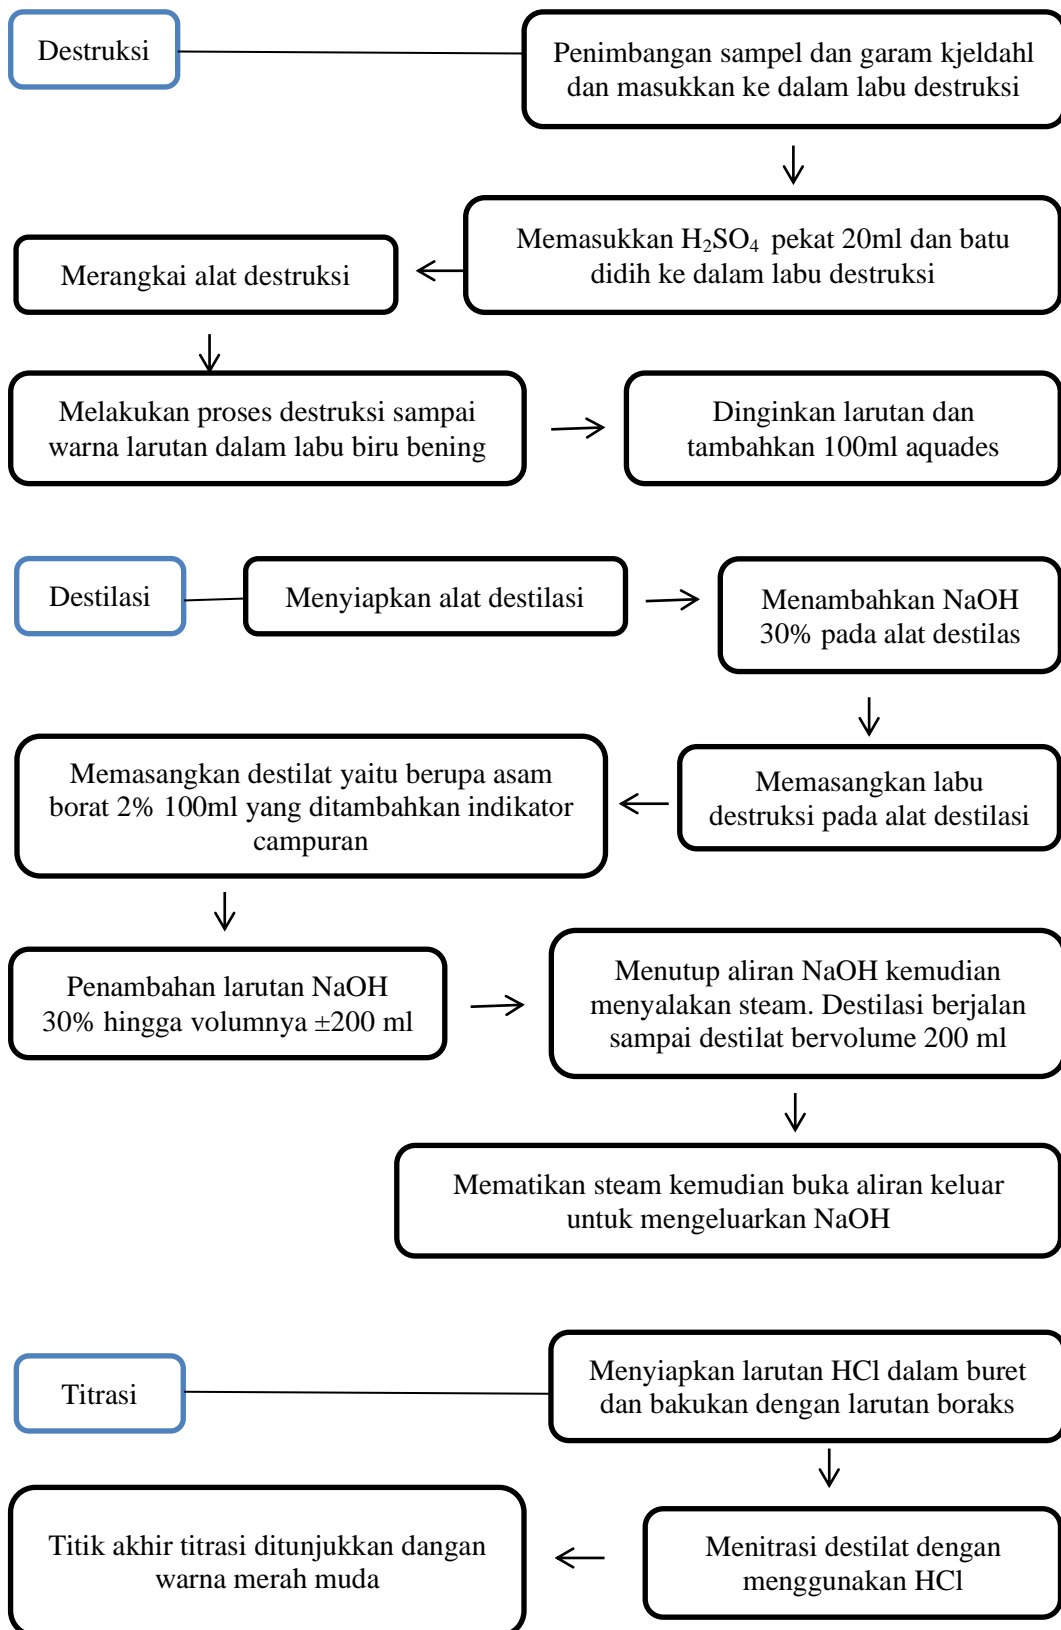 Destruksi
Penimbangan sampel dan garam kjeldahl
dan masukkan ke dalam labu destruksi
Memasukkan H₂SO₄ pekat 20ml dan batu
didih ke dalam labu destruksi
Merangkai alat destruksi
Melakukan proses destruksi sampai
warna larutan dalam labu biru bening
Dinginkan larutan dan
tambahkan 100ml aquades
Destilasi
Menyiapkan alat destilasi
Menambahkan NaOH
30% pada alat destilas
Memasangkan labu
destruksi pada alat destilasi
Memasangkan destilat yaitu berupa asam
borat 2% 100ml yang ditambahkan indikator
campuran
Penambahan larutan NaOH
30% hingga volumnya ±200 ml
Menutup aliran NaOH kemudian
menyalakan steam. Destilasi berjalan
sampai destilat bervolume 200 ml
Mematikan steam kemudian buka aliran keluar
untuk mengeluarkan NaOH
Titrasi
Menyiapkan larutan HCl dalam buret
dan bakukan dengan larutan boraks
Menitrasi destilat dengan
menggunakan HCl
Titik akhir titrasi ditunjukkan dangan
warna merah muda